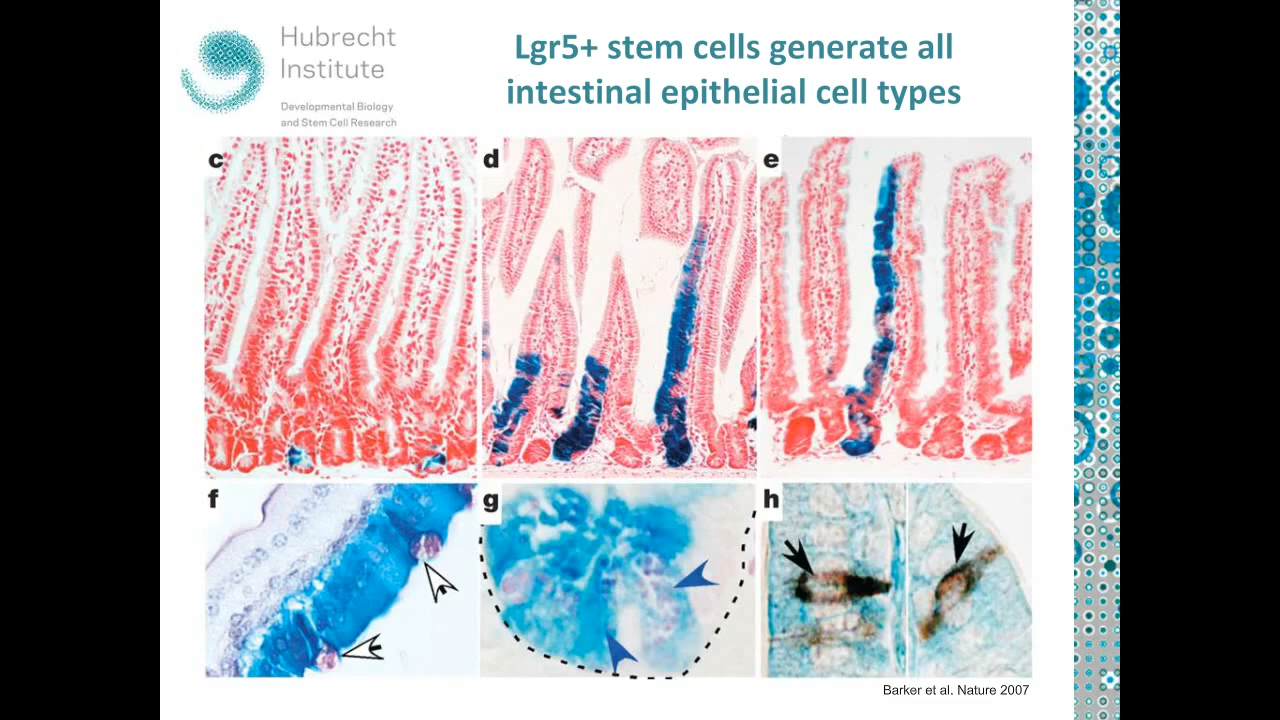 Hubrecht
Institute
Developmental Biology
and Stem Cell Research
Lgr5+ stem cells generate all
intestinal epithelial cell types
c
d
e
f
g
h
Barker et al. Nature 2007